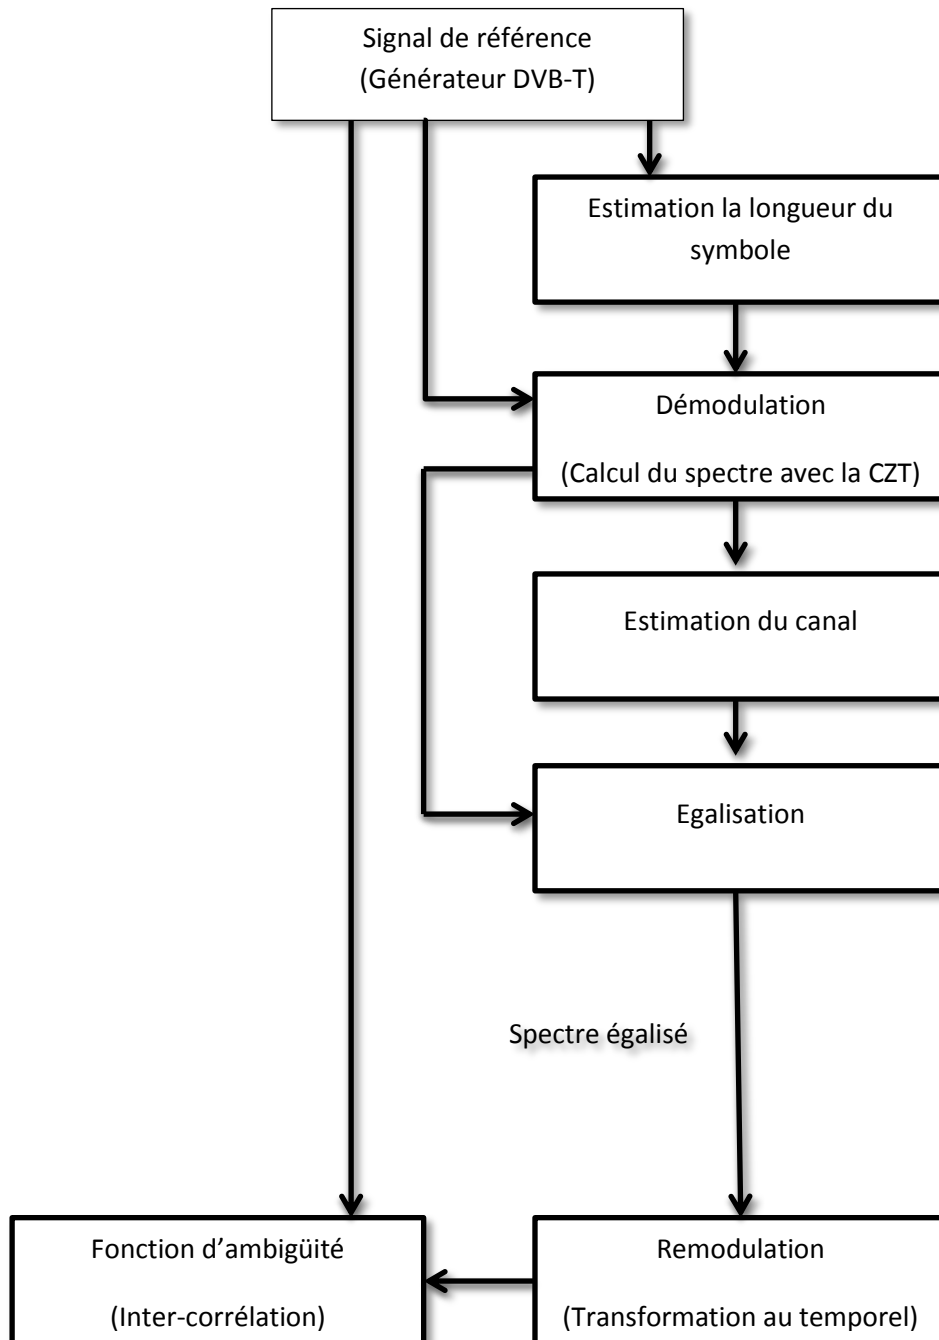 Signal de référence
(Générateur DVB-T)
Estimation la longueur du
symbole
Démodulation
(Calcul du spectre avec la CZT)
Estimation du canal
Egalisation
Spectre égalisé
Fonction d’ambigüité
(Inter-corrélation)
Remodulation
(Transformation au temporel)